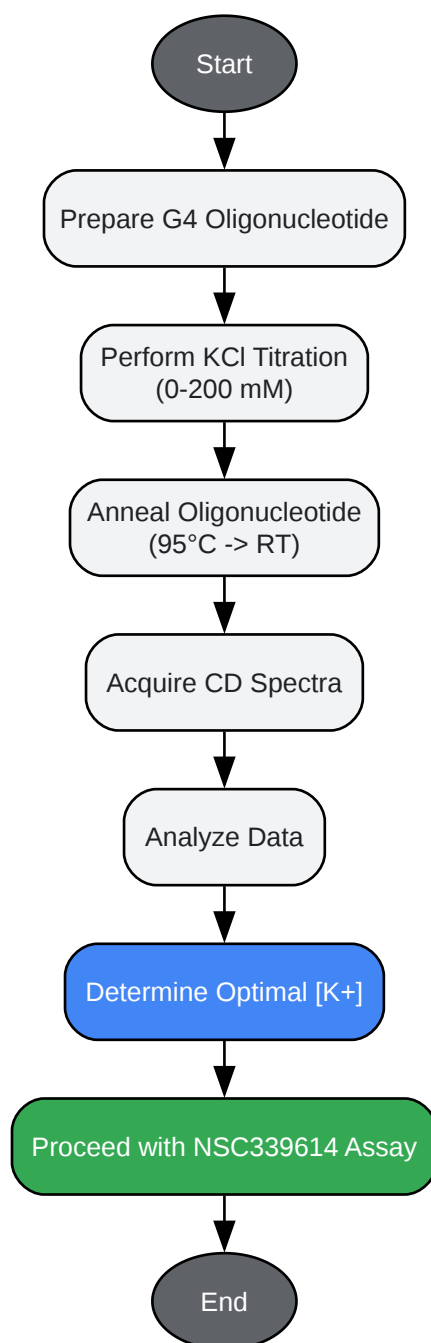 Start
Prepare G4 Oligonucleotide
Perform KCl Titration
(0-200 mM)
Anneal Oligonucleotide
(95°C -> RT)
Acquire CD Spectra
Analyze Data
Determine Optimal [K+]
Proceed with NSC339614 Assay
End